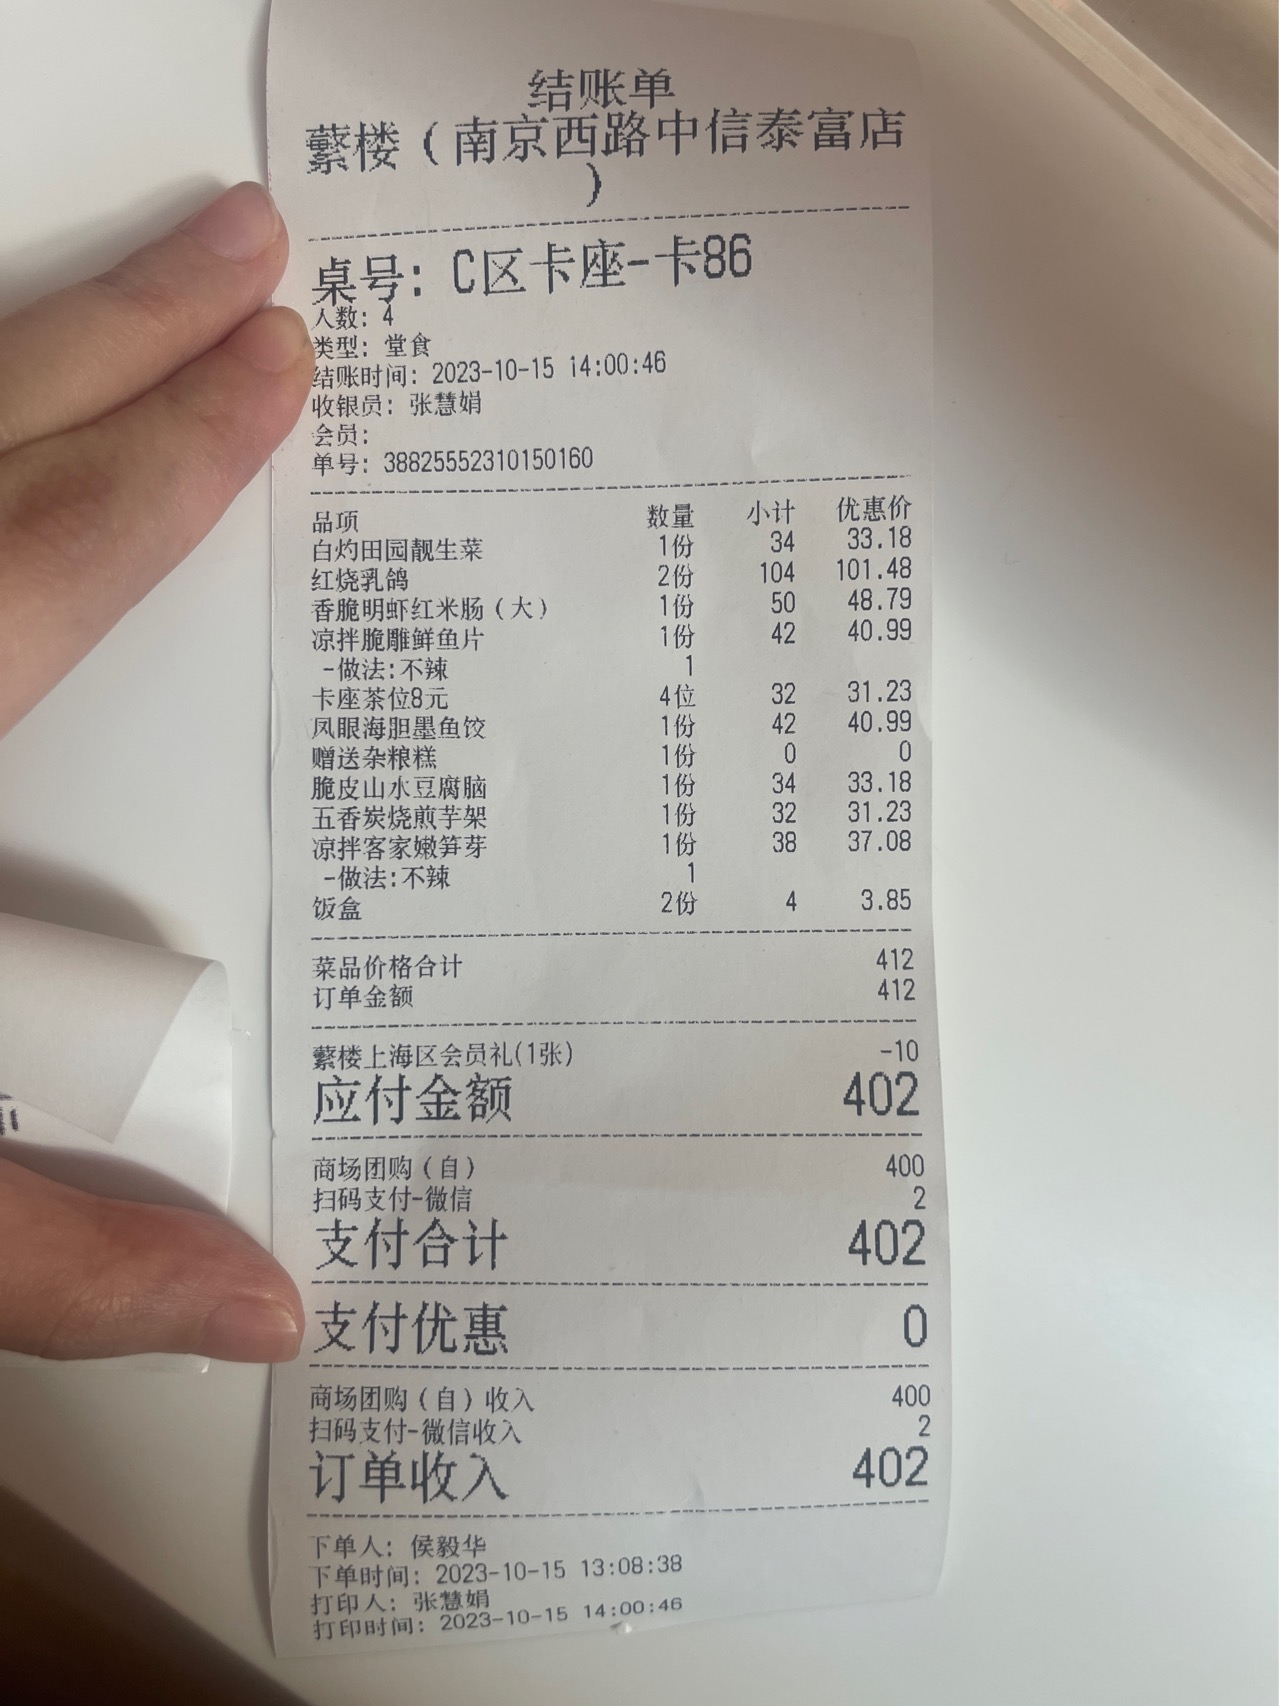 结账单
蘩楼（南京西路中信泰富店
）
桌号: C区卡座-卡86
人数: 4
类型: 堂食
结账时间: 2023-10-15 14:00:46
收银员: 张慧娟
会员:
单号: 38825552310150160
品项 数量 小计 优惠价
白灼田园靓生菜 1份 34 33.18
红烧乳鸽 2份 104 101.48
香脆明虾红米肠（大） 1份 50 48.79
凉拌脆雕鲜鱼片 1份 42 40.99
-做法:不辣 1
卡座茶位8元 4位 32 31.23
凤眼海胆墨鱼饺 1份 42 40.99
赠送杂粮糕 1份 0 0
脆皮山水豆腐脑 1份 34 33.18
五香炭烧煎芋架 1份 32 31.23
凉拌客家嫩笋芽 1份 38 37.08
-做法:不辣 1
饭盒 2份 4 3.85
菜品价格合计 412
订单金额 412
蘩楼上海区会员礼(1张) -10
应付金额 402
商场团购（自） 400
扫码支付-微信 2
支付合计 402
支付优惠 0
商场团购（自）收入 400
扫码支付-微信收入 2
订单收入 402
下单人: 侯毅华
下单时间: 2023-10-15 13:08:38
打印人: 张慧娟
打印时间: 2023-10-15 14:00:46